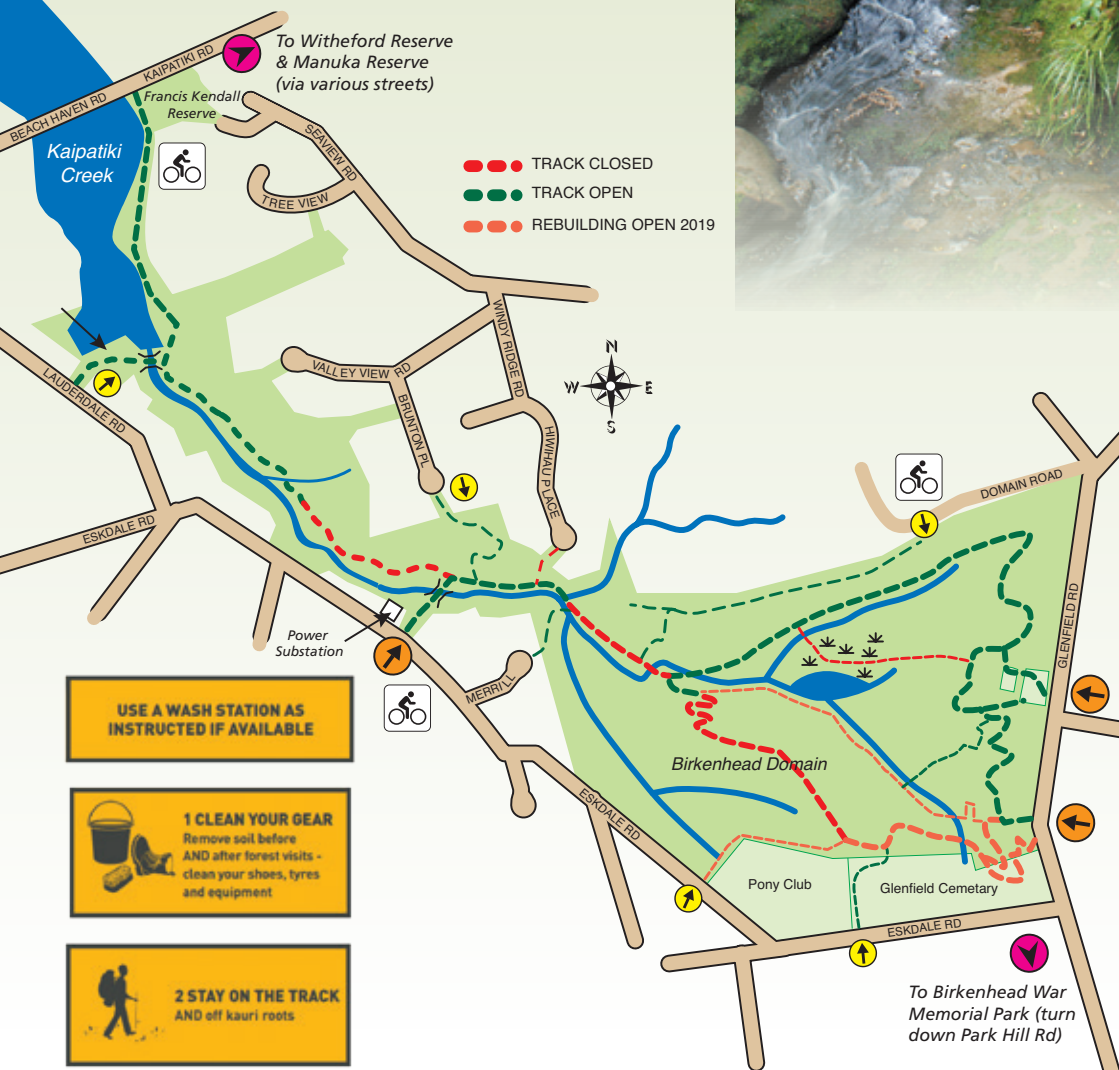 To Witheford Reserve
& Manuka Reserve
(via various streets)
KAIPATIKI RD
BEACH HAVEN RD
Francis Kendall
Reserve
Kaipatiki
Creek
SEAVIEW RD
TREE VIEW
TRACK CLOSED
TRACK OPEN
REBUILDING OPEN 2019
WINDY RIDGE RD
N
W
E
S
VALLEY VIEW RD
BRUNTON PL
HIWIHAU PLACE
LAUDERDALE RD
ESKDALE RD
DOMAIN ROAD
GLENFIELD RD
Power
Substation
MERRILL
Birkenhead Domain
ESKDALE RD
Pony Club
Glenfield Cemetary
ESKDALE RD
To Birkenhead War
Memorial Park (turn
down Park Hill Rd)
USE A WASH STATION AS
INSTRUCTED IF AVAILABLE
1 CLEAN YOUR GEAR
Remove soil before
AND after forest visits -
clean your shoes, tyres
and equipment
2 STAY ON THE TRACK
AND off kauri roots